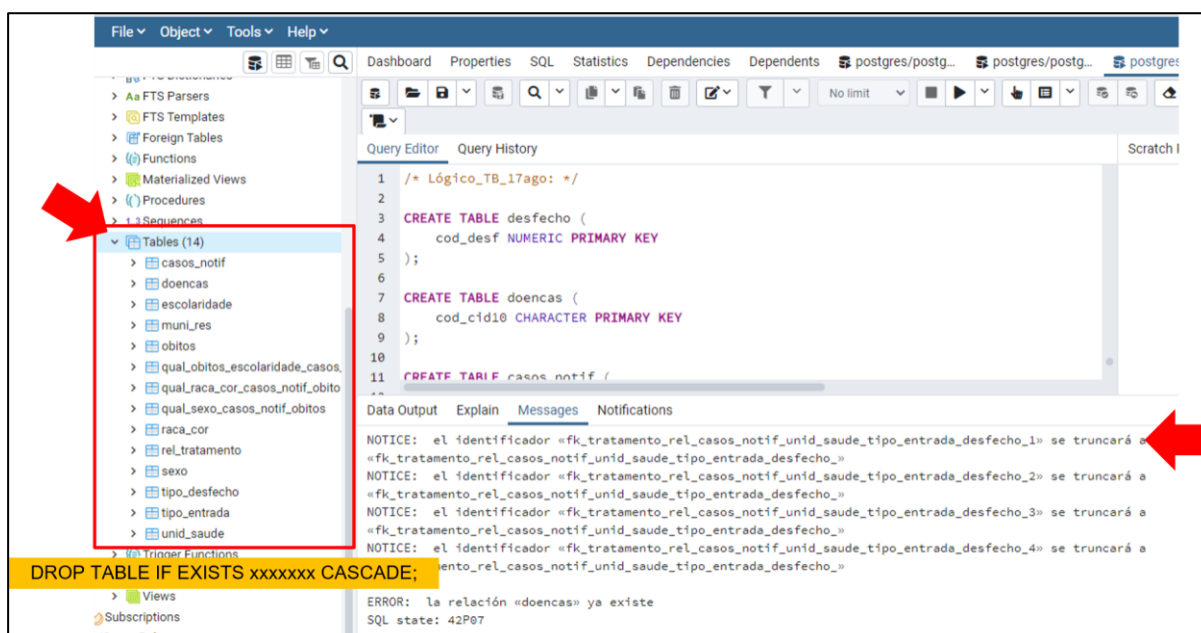 File Object Tools Help
Dashboard Properties SQL Statistics Dependencies Dependents postgres/postg... postgres/postg... postgres
No limit
FTS Dictionaries
Aa FTS Parsers
FTS Templates
Foreign Tables
Functions
Materialized Views
Procedures
1..3 Sequences
Tables (14)
casos_notif
doencas
escolaridade
muni_res
obitos
qual_obitos_escolaridade_casos_
qual_raca_cor_casos_notif_obito
qual_sexo_casos_notif_obitos
raca_cor
rel_tratamento
sexo
tipo_desfecho
tipo_entrada
unid_saude
Trigger Functions
DROP TABLE IF EXISTS xxxxxxx CASCADE;
Views
Subscriptions
Query Editor Query History
Scratch
1 /* Lógico_TB_17ago: */
2
3 CREATE TABLE desfecho (
4 cod_desf NUMERIC PRIMARY KEY
5 );
6
7 CREATE TABLE doencas (
8 cod_cid10 CHARACTER PRIMARY KEY
9 );
10
11 CREATE TABLE casos_notif (
Data Output Explain Messages Notifications
NOTICE: el identificador «fk_tratamento_rel_casos_notif_unid_saude_tipo_entrada_desfecho_1» se truncará a
«fk_tratamento_rel_casos_notif_unid_saude_tipo_entrada_desfecho_»
NOTICE: el identificador «fk_tratamento_rel_casos_notif_unid_saude_tipo_entrada_desfecho_2» se truncará a
«fk_tratamento_rel_casos_notif_unid_saude_tipo_entrada_desfecho_»
NOTICE: el identificador «fk_tratamento_rel_casos_notif_unid_saude_tipo_entrada_desfecho_3» se truncará a
«fk_tratamento_rel_casos_notif_unid_saude_tipo_entrada_desfecho_»
NOTICE: el identificador «fk_tratamento_rel_casos_notif_unid_saude_tipo_entrada_desfecho_4» se truncará a
ento_rel_casos_notif_unid_saude_tipo_entrada_desfecho_»
ERROR: la relación «doencas» ya existe
SQL state: 42P07